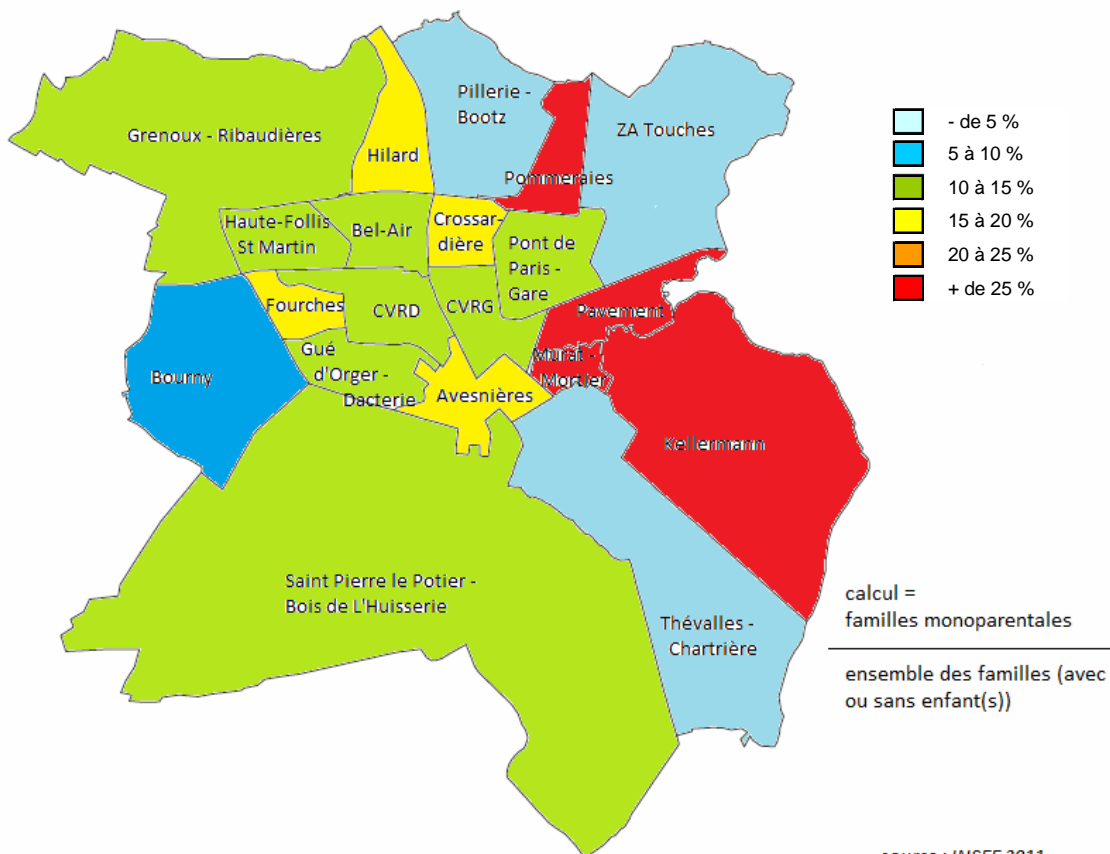 Pillerie -
Bootz
ZA Touches
Grenoux - Ribaudières
Hilard
Pommeraies
Haute-Follis
St Martin
Bel-Air
Crossar-
dière
Pont de
Paris -
Gare
Fourches
CVRD
CVRG
Pavement
Gué
d'Orger -
Dacterie
Murat -
Mortier
Bourny
Avesnières
Kellermann
Saint Pierre le Potier -
Bois de L'Huisserie
Thévalles -
Chartrière
- de 5 %
5 à 10 %
10 à 15 %
15 à 20 %
20 à 25 %
+ de 25 %
calcul =
familles monoparentales
ensemble des familles (avec
ou sans enfant(s))
source : INSEE 2011